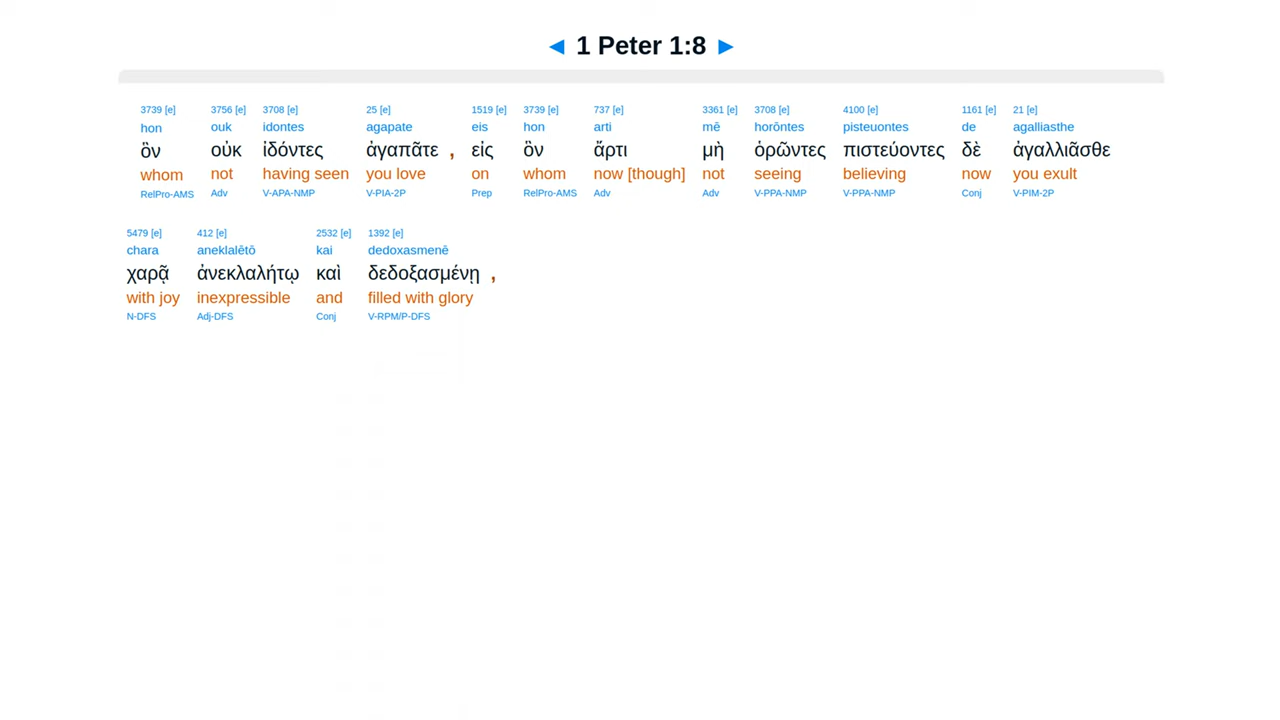 ◄ 1 Peter 1:8 ►
3739 [e] 3756 [e] 3708 [e] 25 [e] 1519 [e] 3739 [e] 737 [e] 3361 [e] 3708 [e] 4100 [e] 1161 [e] 21 [e]
hon ouk idontes agapate eis hon arti mē horōntes pisteuontes de agalliasthe
ὃν οὐκ ἰδόντες ἀγαπᾶτε , εἰς ὃν ἄρτι μὴ ὁρῶντες πιστεύοντες δὲ ἀγαλλιᾶσθε
whom not having seen you love on whom now [though] not seeing believing now you exult
RelPro-AMS Adv V-APA-NMP V-PIA-2P Prep RelPro-AMS Adv Adv V-PPA-NMP V-PPA-NMP Conj V-PIM-2P
5479 [e] 412 [e] 2532 [e] 1392 [e]
chara aneklalētō kai dedoxasmenē
χαρᾷ ἀνεκλαλήτῳ καὶ δεδοξασμένῃ ,
with joy inexpressible and filled with glory
N-DFS Adj-DFS Conj V-RPM/P-DFS